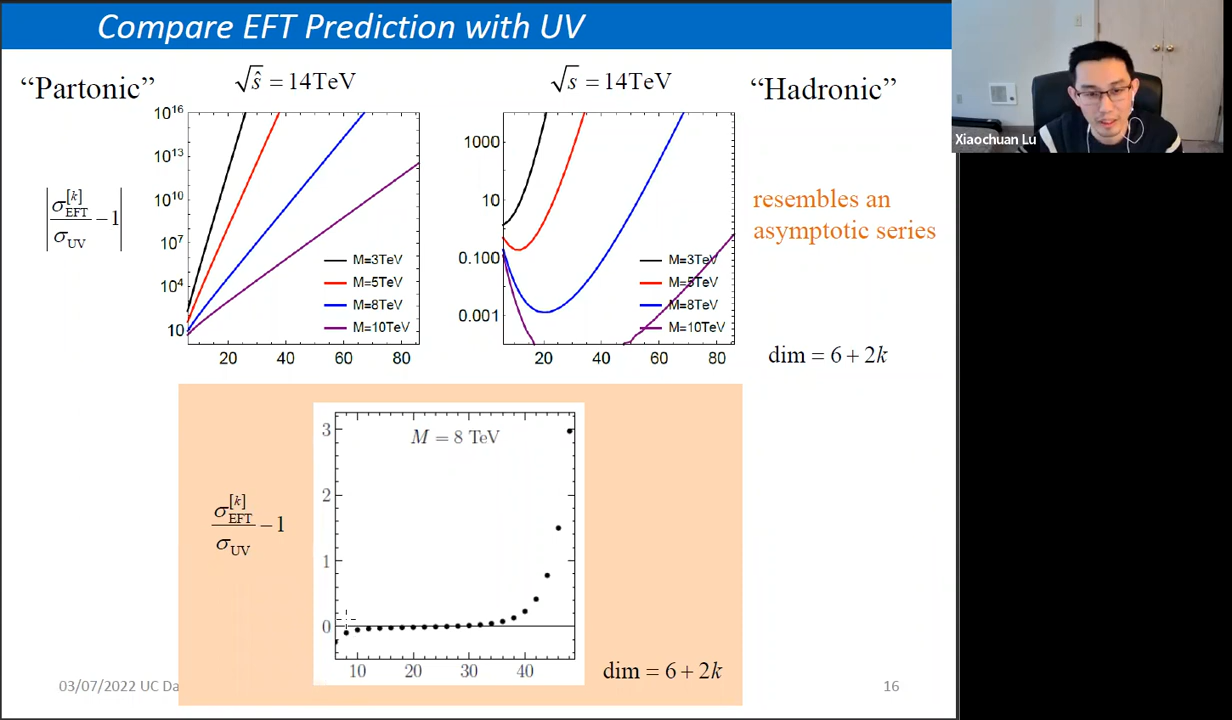 Compare EFT Prediction with UV
“Partonic”
√ŝ = 14TeV
√s = 14TeV
“Hadronic”
Xiaochuan Lu
|σ_EFT^[k] / σ_UV − 1|
10^16
10^13
10^10
10^7
10^4
10
M=3TeV
M=5TeV
M=8TeV
M=10TeV
20 40 60 80
1000
10
0.100
0.001
M=3TeV
M=5TeV
M=8TeV
M=10TeV
20 40 60 80
resembles an
asymptotic series
dim = 6 + 2k
σ_EFT^[k] / σ_UV − 1
M = 8 TeV
3
2
1
0
10 20 30 40
dim = 6 + 2k
03/07/2022 UC Da
16